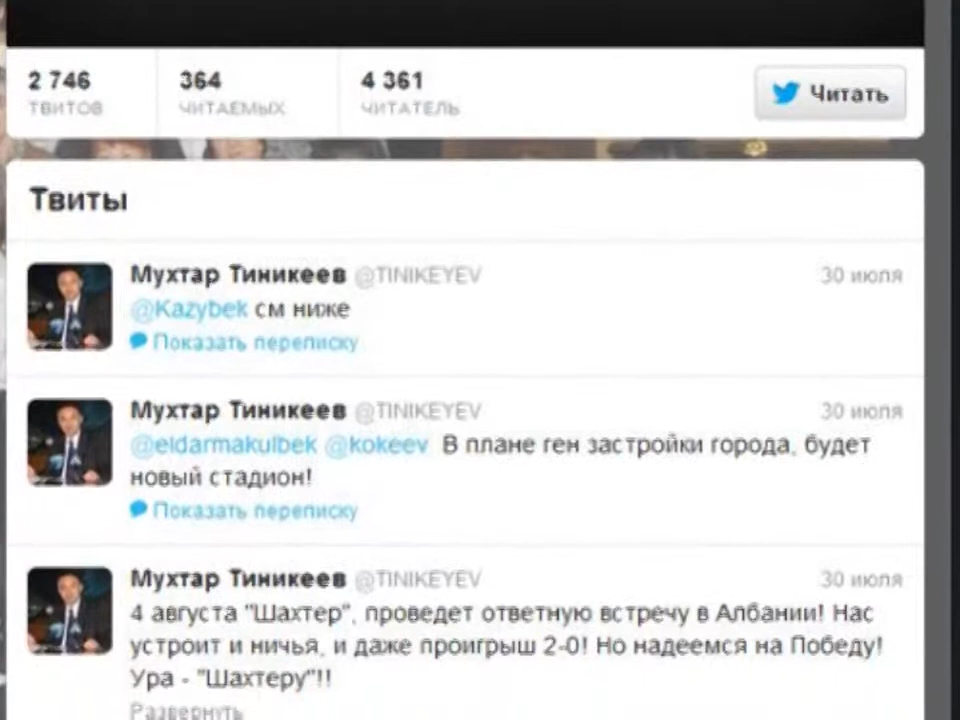 2 746
364
4 361
ТВИТОВ
ЧИТАЕМЫХ
ЧИТАТЕЛЬ
Читать
Твиты
Мухтар Тиникеев @TINIKEYEV 30 июля
@Kazybek см ниже
Показать переписку
Мухтар Тиникеев @TINIKEYEV 30 июля
@eldarmakulbek @kokeev В плане ген застройки города, будет
новый стадион!
Показать переписку
Мухтар Тиникеев @TINIKEYEV 30 июля
4 августа "Шахтер", проведет ответную встречу в Албании! Нас
устроит и ничья, и даже проигрыш 2-0! Но надеемся на Победу!
Ура - "Шахтеру"!!
Развернуть